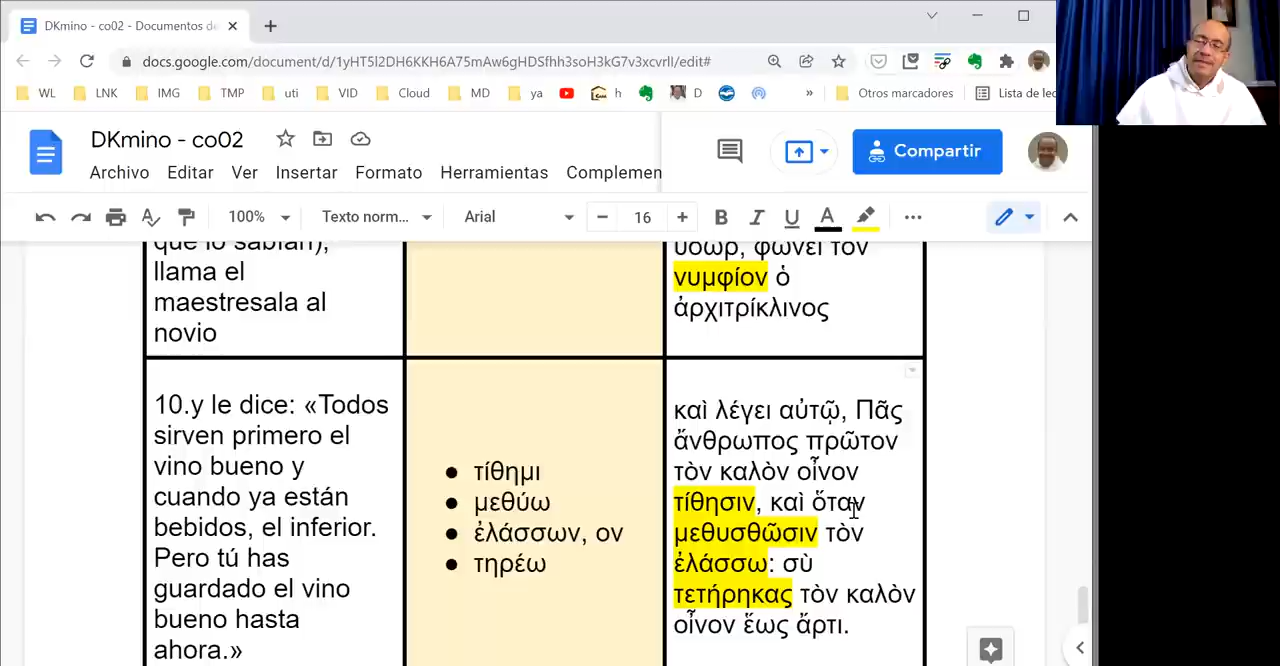 DKmino - co02 - Documentos de
docs.google.com/document/d/1yHT5l2DH6KKH6A75mAw6gHDSfhh3soH3kG7v3xcvrlI/edit#
WL LNK IMG TMP uti VID Cloud MD ya h D » Otros marcadores Lista de lec
DKmino - co02
Archivo Editar Ver Insertar Formato Herramientas Complemen
Compartir
100% Texto norm... Arial 16 B I U A
que lo sabían),
llama el
maestresala al
novio
ὕδωρ, φωνεῖ τὸν
νυμφίον ὁ
ἀρχιτρίκλινος
10.y le dice: «Todos
sirven primero el
vino bueno y
cuando ya están
bebidos, el inferior.
Pero tú has
guardado el vino
bueno hasta
ahora.»
● τίθημι
● μεθύω
● ἐλάσσων, ον
● τηρέω
καὶ λέγει αὐτῷ, Πᾶς
ἄνθρωπος πρῶτον
τὸν καλὸν οἶνον
τίθησιν, καὶ ὅταν
μεθυσθῶσιν τὸν
ἐλάσσω: σὺ
τετήρηκας τὸν καλὸν
οἶνον ἕως ἄρτι.